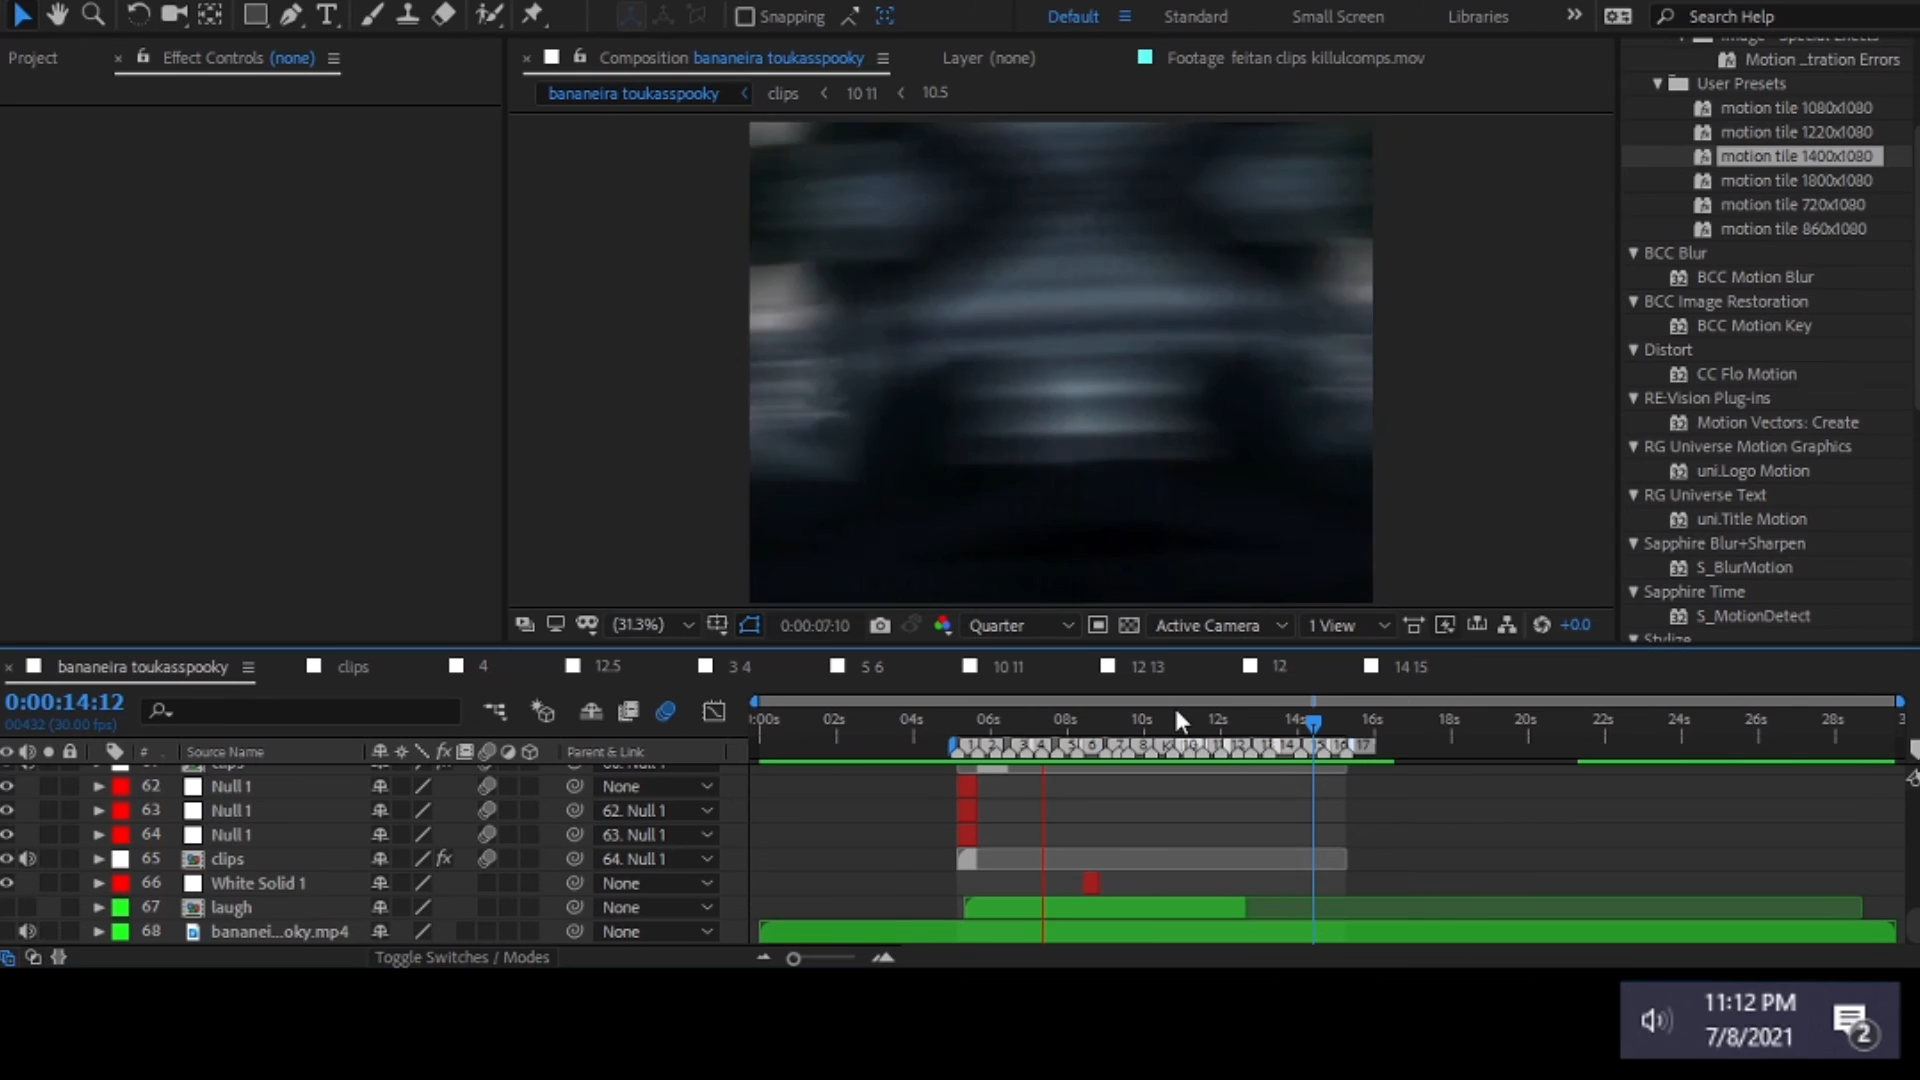 Snapping
Default
Standard
Small Screen
Libraries
Search Help
Project
Effect Controls (none)
Composition bananeira toukasspooky
Layer (none)
Footage feitan clips killulcomps.mov
bananeira toukasspooky
clips
10 11
10.5
Image - Special Effects
Motion ...tration Errors
User Presets
motion tile 1080x1080
motion tile 1220x1080
motion tile 1400x1080
motion tile 1800x1080
motion tile 720x1080
motion tile 860x1080
BCC Blur
BCC Motion Blur
BCC Image Restoration
BCC Motion Key
Distort
CC Flo Motion
RE:Vision Plug-ins
Motion Vectors: Create
RG Universe Motion Graphics
uni.Logo Motion
RG Universe Text
uni.Title Motion
Sapphire Blur+Sharpen
S_BlurMotion
Sapphire Time
S_MotionDetect
Stylize
(31.3%)
0:00:07:10
Quarter
Active Camera
1 View
+0.0
bananeira toukasspooky
clips
4
12.5
3 4
5 6
10 11
12 13
12
14 15
0:00:14:12
00432 (30.00 fps)
:00s 02s 04s 06s 08s 10s 12s 14s 16s 18s 20s 22s 24s 26s 28s 3
# Source Name
Parent & Link
62 Null 1 None
63 Null 1 62. Null 1
64 Null 1 63. Null 1
65 clips fx 64. Null 1
66 White Solid 1 None
67 laugh None
68 bananei...oky.mp4 None
Toggle Switches / Modes
11:12 PM
7/8/2021
2